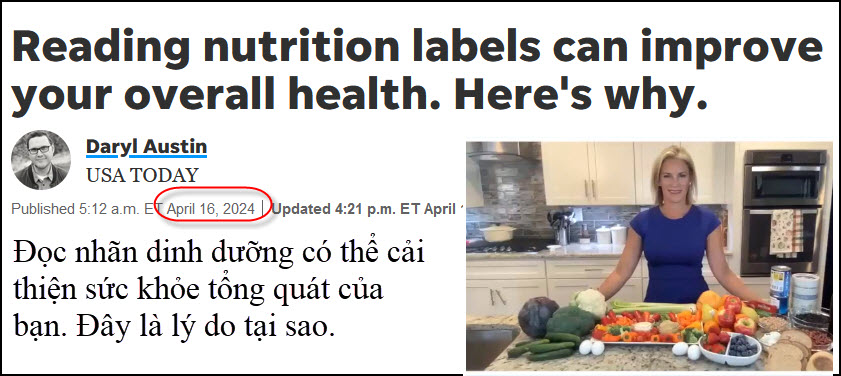 Reading nutrition labels can improve
your overall health. Here's why.
Daryl Austin
USA TODAY
Published 5:12 a.m. ET April 16, 2024 | Updated 4:21 p.m. ET April
Đọc nhãn dinh dưỡng có thể cải
thiện sức khỏe tổng quát của
bạn. Đây là lý do tại sao.